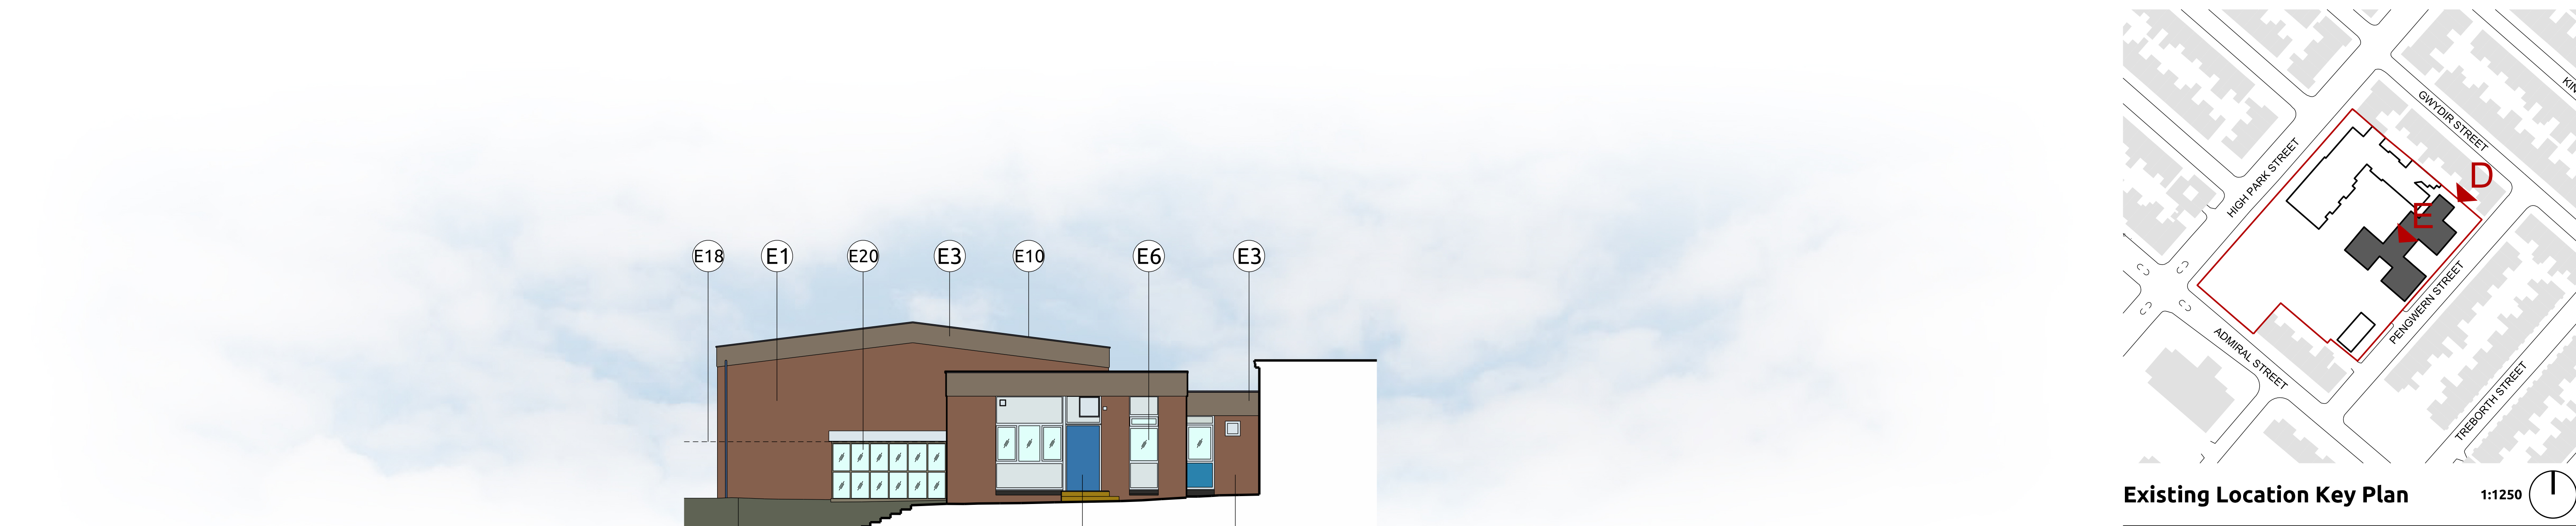 E18 E1 E20 E3 E10 E6 E3
KIN
GWYDIR STREET
D
HIGH PARK STREET
E
PENGWERN STREET
ADMIRAL STREET
TREBORTH STREET
Existing Location Key Plan 1:1250